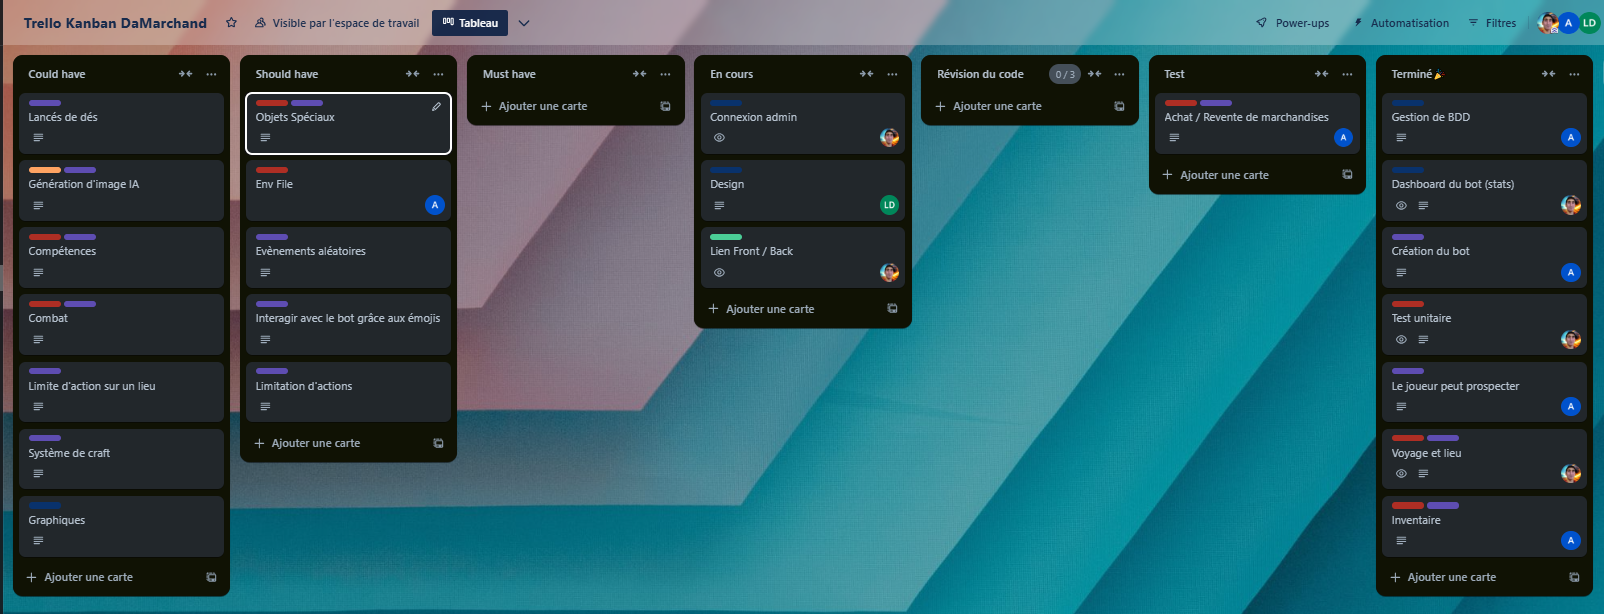 Trello Kanban DaMarchand
Visible par l'espace de travail
Tableau
Power-ups
Automatisation
Filtres
A
LD
Could have
Lancés de dés
Génération d'image IA
Compétences
Combat
Limite d'action sur un lieu
Système de craft
Graphiques
Ajouter une carte
Should have
Objets Spéciaux
Env File
A
Evènements aléatoires
Interagir avec le bot grâce aux émojis
Limitation d'actions
Ajouter une carte
Must have
Ajouter une carte
En cours
Connexion admin
Design
LD
Lien Front / Back
Ajouter une carte
Révision du code
0 / 3
Ajouter une carte
Test
Achat / Revente de marchandises
A
Ajouter une carte
Terminé🎉
Gestion de BDD
A
Dashboard du bot (stats)
Création du bot
A
Test unitaire
Le joueur peut prospecter
A
Voyage et lieu
Inventaire
A
Ajouter une carte